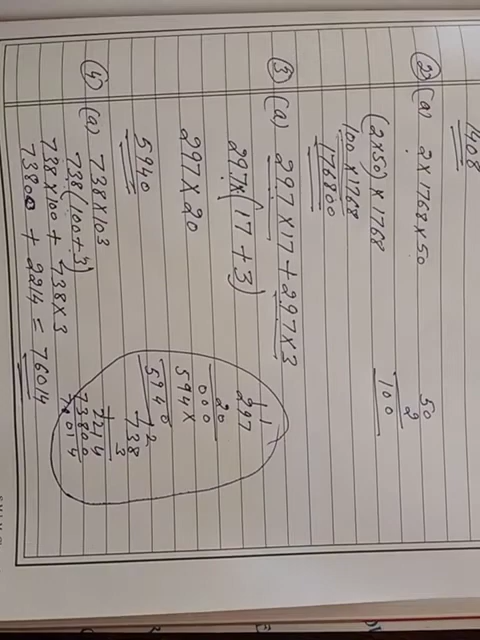 1408
② (a) 2 x 1768 x 50
(2x50) x 1768
100 x 1768
176800
50
2
100
③ (a) 297 x 17 + 297 x 3
297 x (17 + 3)
297 x 20
5940
④ (a) 738 x 103
738 (100 + 3)
738 x 100 + 738 x 3
73800 + 2214 = 76014
11
297
20
000
594x
5940
2
738
3
2214
73800
76014